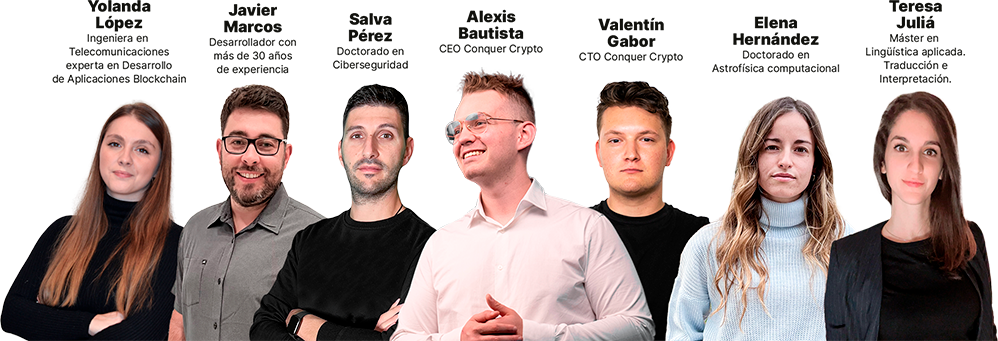 Yolanda
López
Ingeniera en
Telecomunicaciones
experta en Desarrollo
de Aplicaciones Blockchain
Javier
Marcos
Desarrollador con
más de 30 años
de experiencia
Salva
Pérez
Doctorado en
Ciberseguridad
Alexis
Bautista
CEO Conquer Crypto
Valentín
Gabor
CTO Conquer Crypto
Elena
Hernández
Doctorado en
Astrofísica computacional
Teresa
Juliá
Máster en
Lingüística aplicada.
Traducción e
Interpretación.